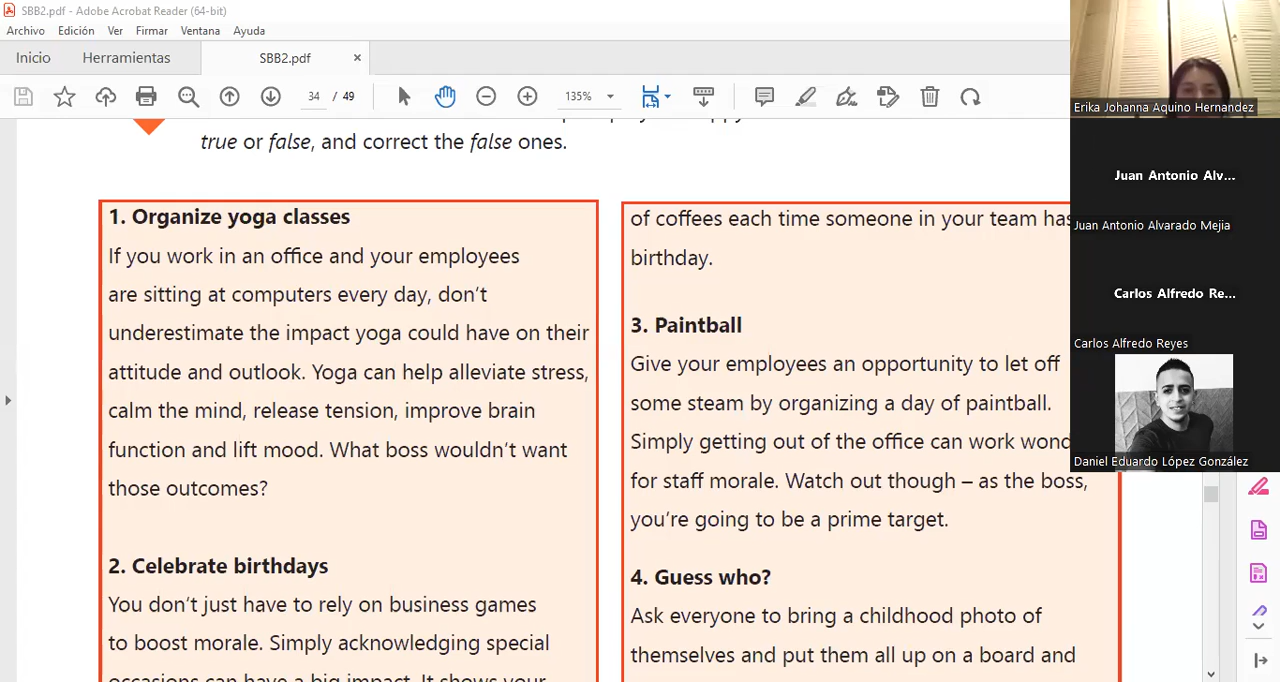 SBB2.pdf - Adobe Acrobat Reader (64-bit)
Archivo Edición Ver Firmar Ventana Ayuda
Inicio Herramientas SBB2.pdf ×
34 / 49 135%
true or false, and correct the false ones.
1. Organize yoga classes
If you work in an office and your employees
are sitting at computers every day, don't
underestimate the impact yoga could have on their
attitude and outlook. Yoga can help alleviate stress,
calm the mind, release tension, improve brain
function and lift mood. What boss wouldn't want
those outcomes?
2. Celebrate birthdays
You don't just have to rely on business games
to boost morale. Simply acknowledging special
occasions can have a big impact. It shows your
of coffees each time someone in your team has
birthday.
3. Paintball
Give your employees an opportunity to let off
some steam by organizing a day of paintball.
Simply getting out of the office can work wond
for staff morale. Watch out though – as the boss,
you're going to be a prime target.
4. Guess who?
Ask everyone to bring a childhood photo of
themselves and put them all up on a board and
Erika Johanna Aquino Hernandez
Juan Antonio Alv...
Juan Antonio Alvarado Mejia
Carlos Alfredo Re...
Carlos Alfredo Reyes
Daniel Eduardo López González